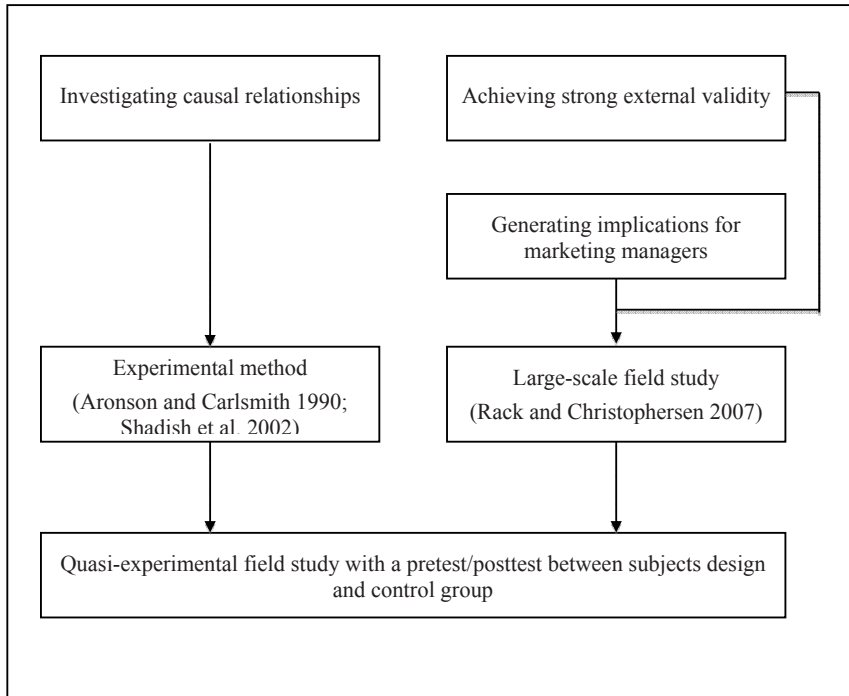 Investigating causal relationships
Achieving strong external validity
Generating implications for
marketing managers
Experimental method
(Aronson and Carlsmith 1990;
Shadish et al. 2002)
Large-scale field study
(Rack and Christophersen 2007)
Quasi-experimental field study with a pretest/posttest between subjects design
and control group